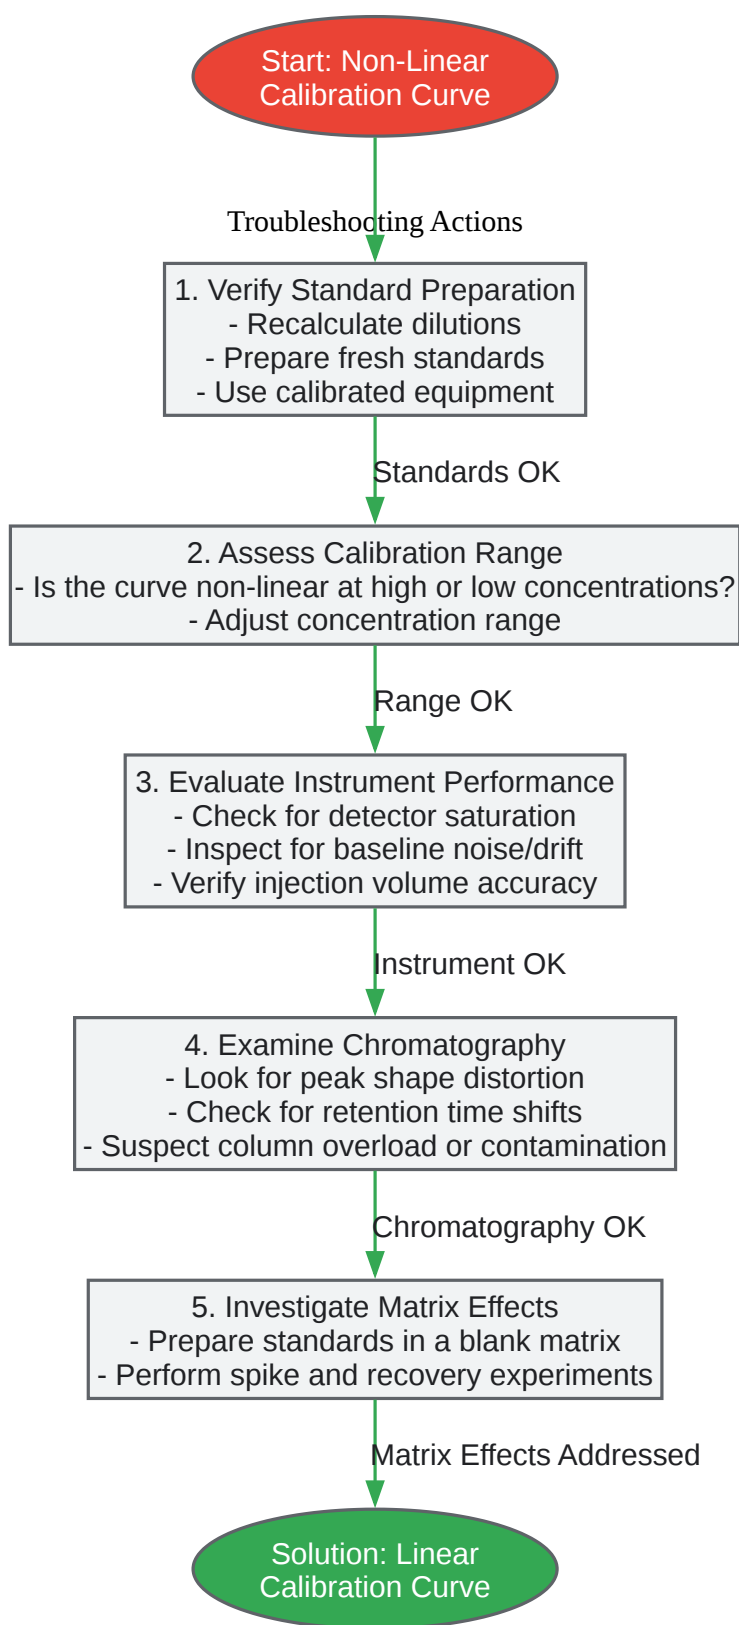 Start: Non-Linear
Calibration Curve
Troubleshooting Actions
1. Verify Standard Preparation
- Recalculate dilutions
- Prepare fresh standards
- Use calibrated equipment
Standards OK
2. Assess Calibration Range
- Is the curve non-linear at high or low concentrations?
- Adjust concentration range
Range OK
3. Evaluate Instrument Performance
- Check for detector saturation
- Inspect for baseline noise/drift
- Verify injection volume accuracy
Instrument OK
4. Examine Chromatography
- Look for peak shape distortion
- Check for retention time shifts
- Suspect column overload or contamination
Chromatography OK
5. Investigate Matrix Effects
- Prepare standards in a blank matrix
- Perform spike and recovery experiments
Matrix Effects Addressed
Solution: Linear
Calibration Curve